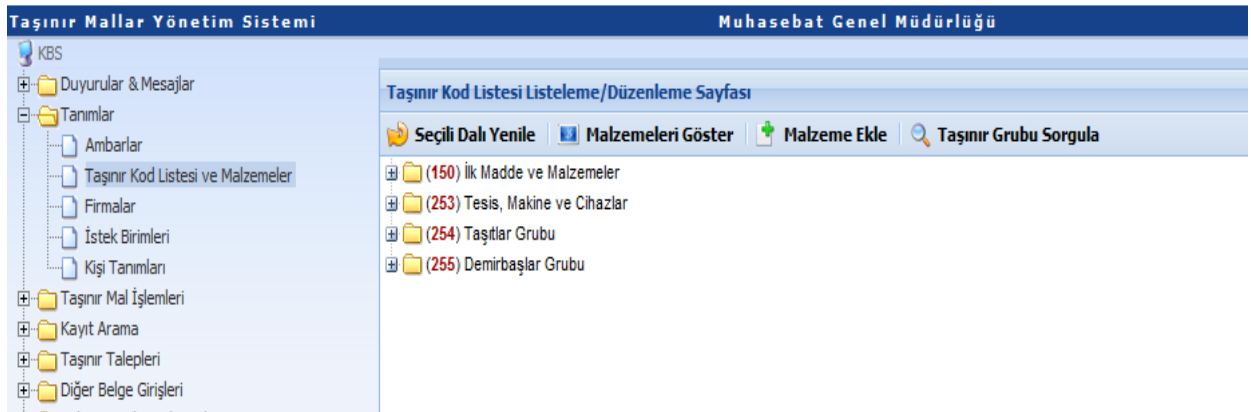 Taşınır Mallar Yönetim Sistemi
Muhasebat Genel Müdürlüğü
KBS
Duyurular & Mesajlar
Tanımlar
Ambarlar
Taşınır Kod Listesi ve Malzemeler
Firmalar
İstek Birimleri
Kişi Tanımları
Taşınır Mal İşlemleri
Kayıt Arama
Taşınır Talepleri
Diğer Belge Girişleri
Taşınır Kod Listesi Listeleme/Düzenleme Sayfası
Seçili Dalı Yenile Malzemeleri Göster Malzeme Ekle Taşınır Grubu Sorgula
(150) İlk Madde ve Malzemeler
(253) Tesis, Makine ve Cihazlar
(254) Taşıtlar Grubu
(255) Demirbaşlar Grubu